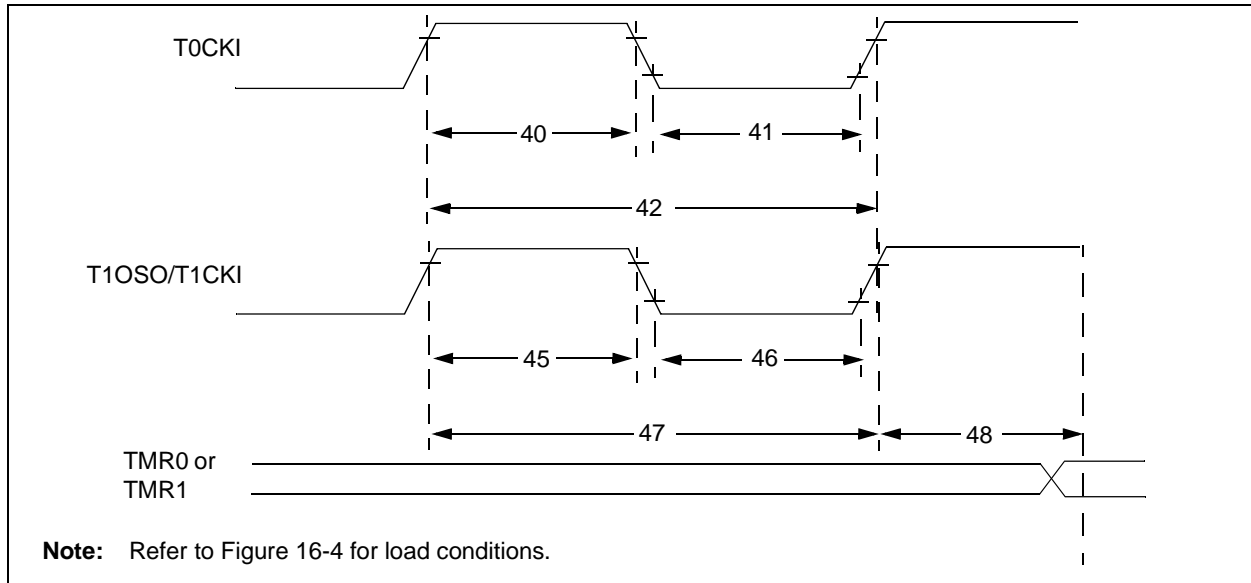 T0CKI
40
41
42
T1OSO/T1CKI
45
46
47
48
TMR0 or
TMR1
Note: Refer to Figure 16-4 for load conditions.